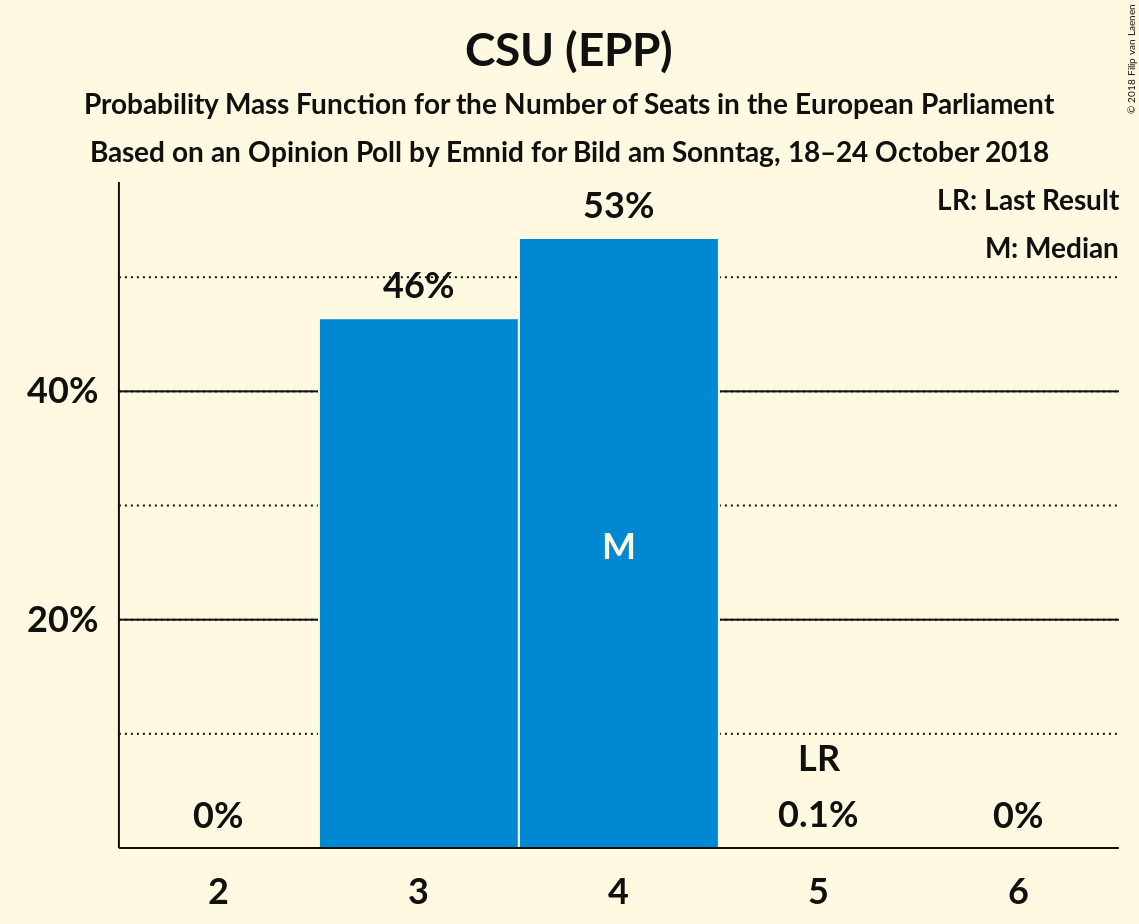 CSU (EPP)
Probability Mass Function for the Number of Seats in the European Parliament
Based on an Opinion Poll by Emnid for Bild am Sonntag, 18–24 October 2018
© 2018 Filip van Laenen
LR: Last Result
M: Median
53%
46%
40%
M
20%
LR
0%
0.1%
0%
2
3
4
5
6